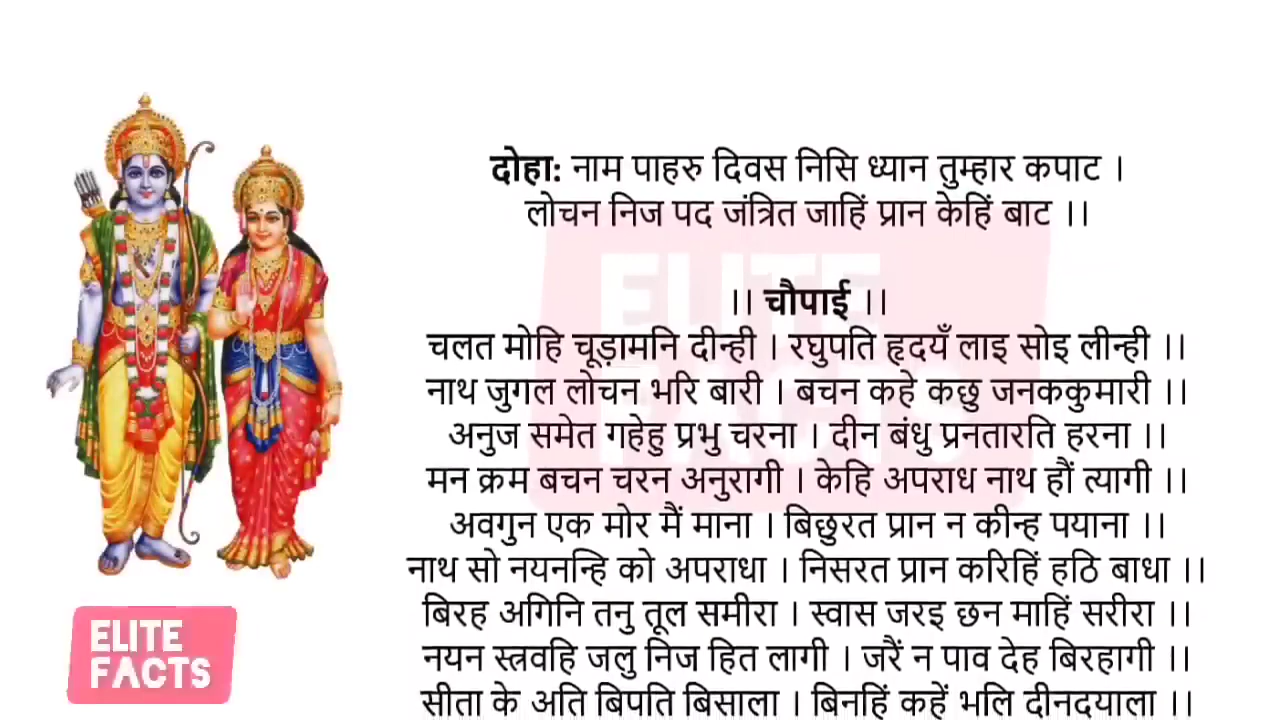 दोहा: नाम पाहरु दिवस निसि ध्यान तुम्हार कपाट ।
लोचन निज पद जंत्रित जाहिं प्रान केहिं बाट ।।
।। चौपाई ।।
चलत मोहि चूड़ामनि दीन्ही । रघुपति हृदयँ लाइ सोइ लीन्ही ।।
नाथ जुगल लोचन भरि बारी । बचन कहे कछु जनककुमारी ।।
अनुज समेत गहेहु प्रभु चरना । दीन बंधु प्रनतारति हरना ।।
मन क्रम बचन चरन अनुरागी । केहि अपराध नाथ हौं त्यागी ।।
अवगुन एक मोर मैं माना । बिछुरत प्रान न कीन्ह पयाना ।।
नाथ सो नयनन्हि को अपराधा । निसरत प्रान करिहिं हठि बाधा ।।
बिरह अगिनि तनु तूल समीरा । स्वास जरइ छन माहिं सरीरा ।।
नयन स्त्रवहि जलु निज हित लागी । जरैं न पाव देह बिरहागी ।।
सीता के अति बिपति बिसाला । बिनहिं कहें भलि दीनदयाला ।।
ELITE
FACTS
ELITE
FACTS